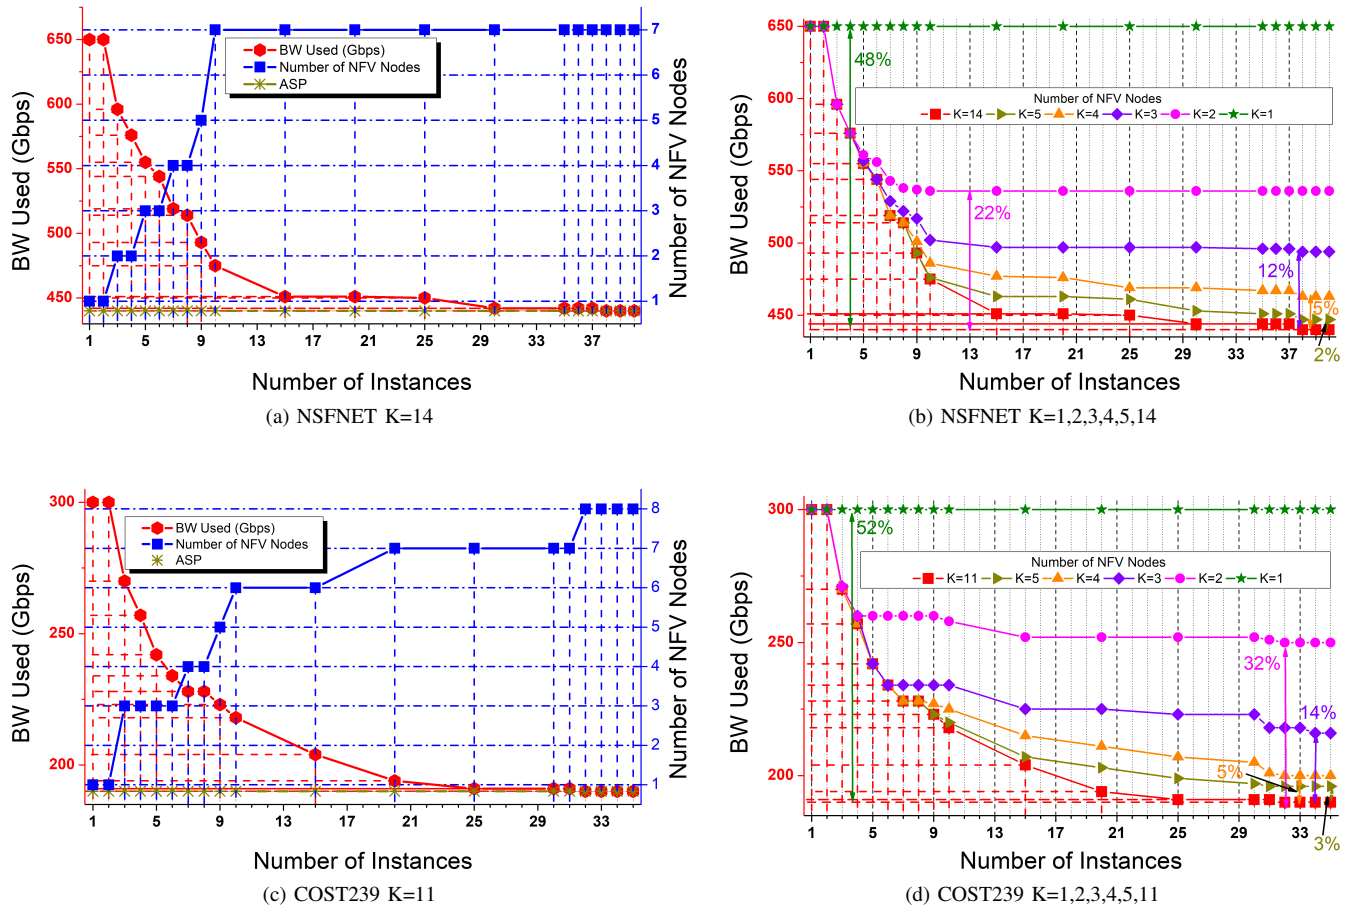 650
600
550
500
450
BW Used (Gbps)
BW Used (Gbps)
Number of NFV Nodes
ASP
7
6
5
4
3
2
1
Number of NFV Nodes
1 5 9 13 17 21 25 29 33 37
Number of Instances
(a) NSFNET K=14
650
600
550
500
450
BW Used (Gbps)
48%
Number of NFV Nodes
K=14 K=5 K=4 K=3 K=2 K=1
22%
12%
5%
2%
1 5 9 13 17 21 25 29 33 37
Number of Instances
(b) NSFNET K=1,2,3,4,5,14
300
250
200
BW Used (Gbps)
BW Used (Gbps)
Number of NFV Nodes
ASP
8
7
6
5
4
3
2
1
Number of NFV Nodes
1 5 9 13 17 21 25 29 33
Number of Instances
(c) COST239 K=11
300
250
200
BW Used (Gbps)
52%
Number of NFV Nodes
K=11 K=5 K=4 K=3 K=2 K=1
32%
14%
5%
3%
1 5 9 13 17 21 25 29 33
Number of Instances
(d) COST239 K=1,2,3,4,5,11